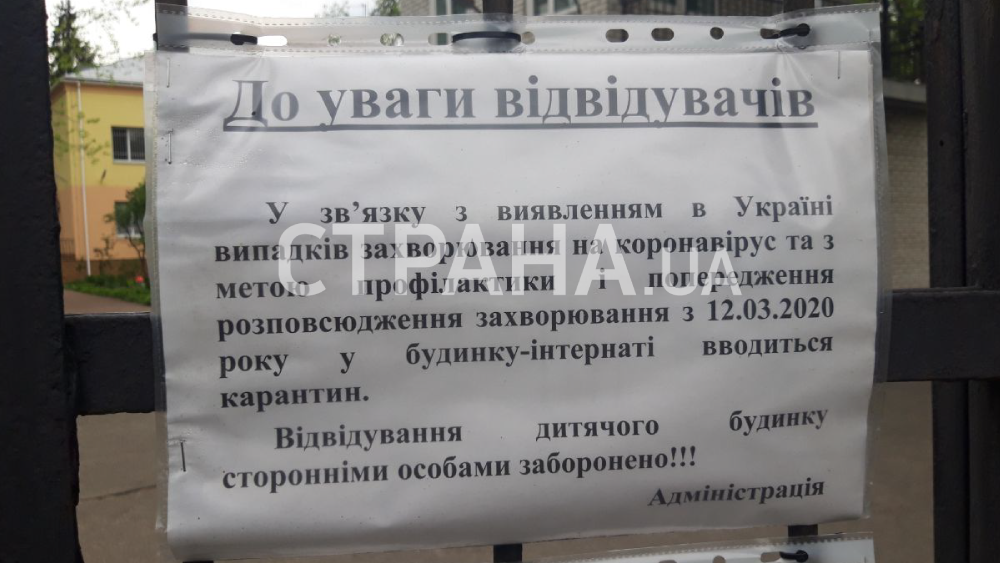 До уваги відвідувачів
У зв’язку з виявленням в Україні
випадків захворювання на коронавірус та з
метою профілактики і попередження
розповсюдження захворювання з 12.03.2020
року у будинку-інтернаті вводиться
карантин.
Відвідування дитячого будинку
сторонніми особами заборонено!!!
Адміністрація
СТРАНА.UA